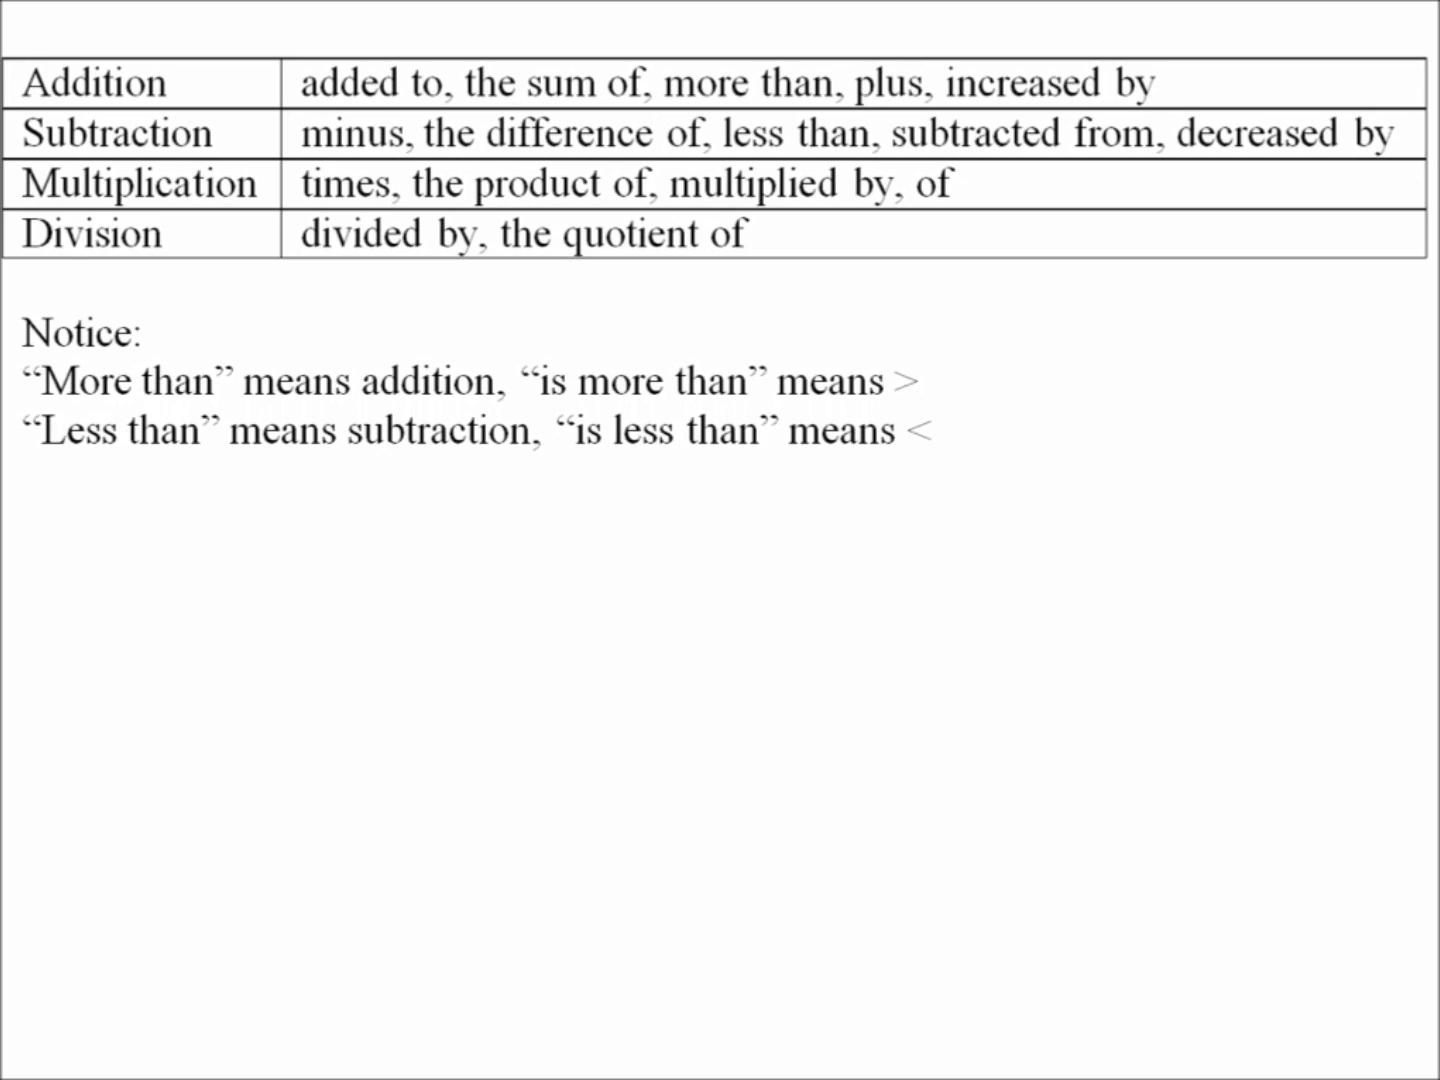 Addition added to, the sum of, more than, plus, increased by
Subtraction minus, the difference of, less than, subtracted from, decreased by
Multiplication times, the product of, multiplied by, of
Division divided by, the quotient of
Notice:
“More than” means addition, “is more than” means >
“Less than” means subtraction, “is less than” means <